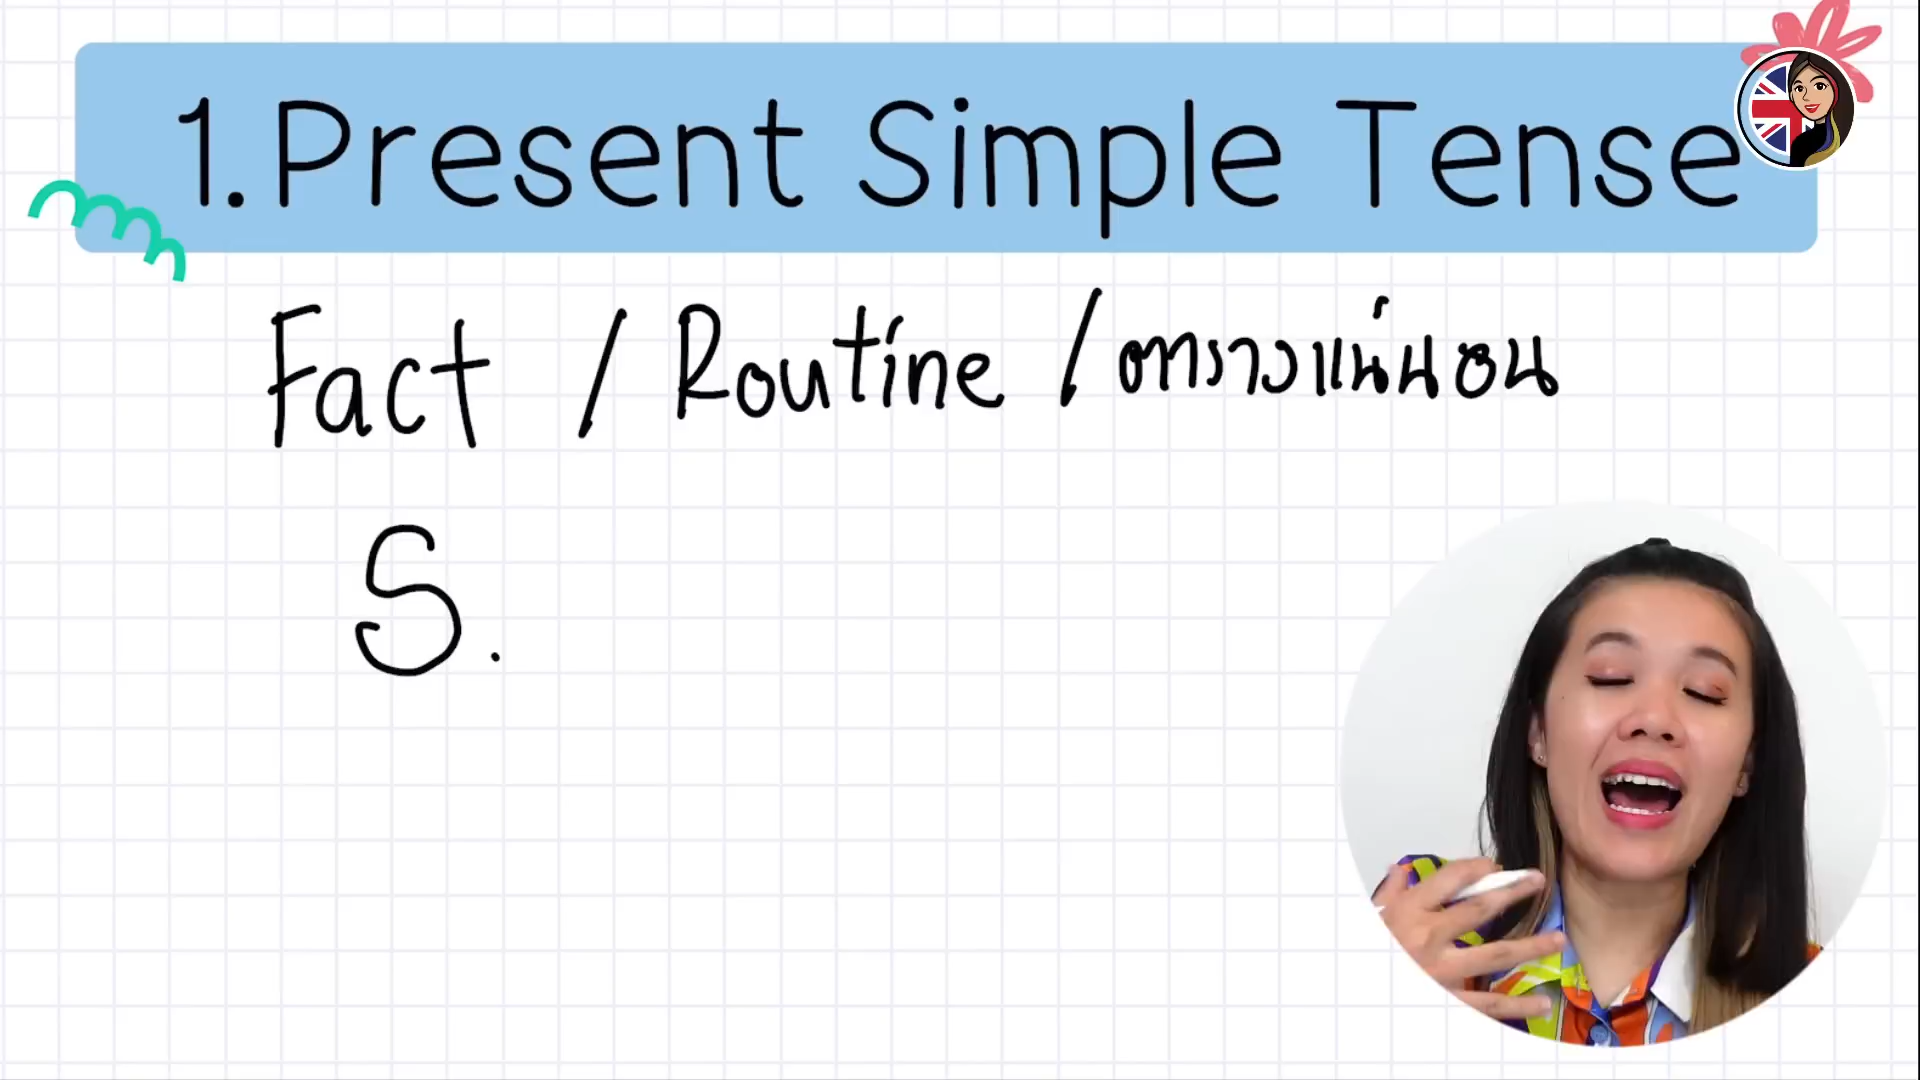 1. Present Simple Tense
Fact / Routine / ตารางแน่นอน
S.